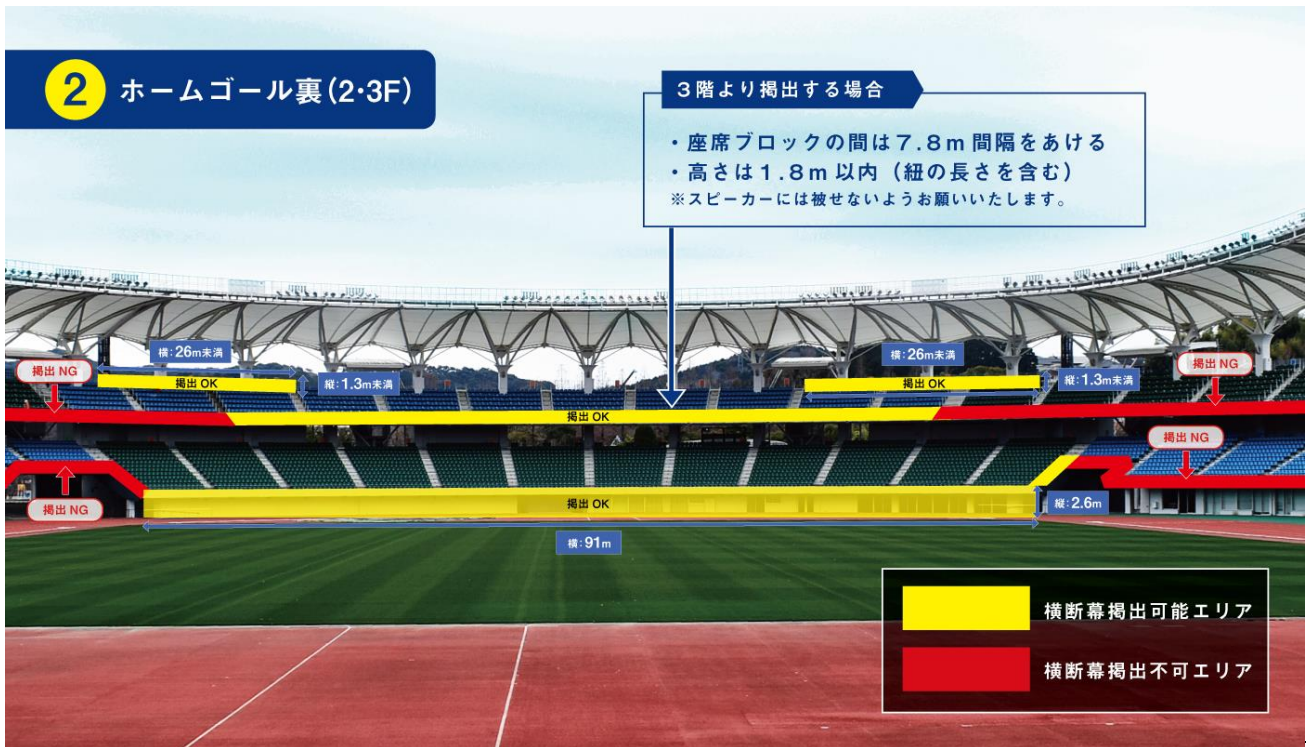 2 ホームゴール裏(2・3F)
3階より掲出する場合
・座席ブロックの間は7.8m間隔をあける
・高さは1.8m以内（紐の長さを含む）
※スピーカーには被せないようお願いいたします。
横：26m未満
横：26m未満
掲出 NG
掲出 OK
縦：1.3m未満
掲出 OK
縦：1.3m未満
掲出 NG
掲出 OK
掲出 NG
掲出 NG
掲出 OK
縦：2.6m
横：91m
横断幕掲出可能エリア
横断幕掲出不可エリア